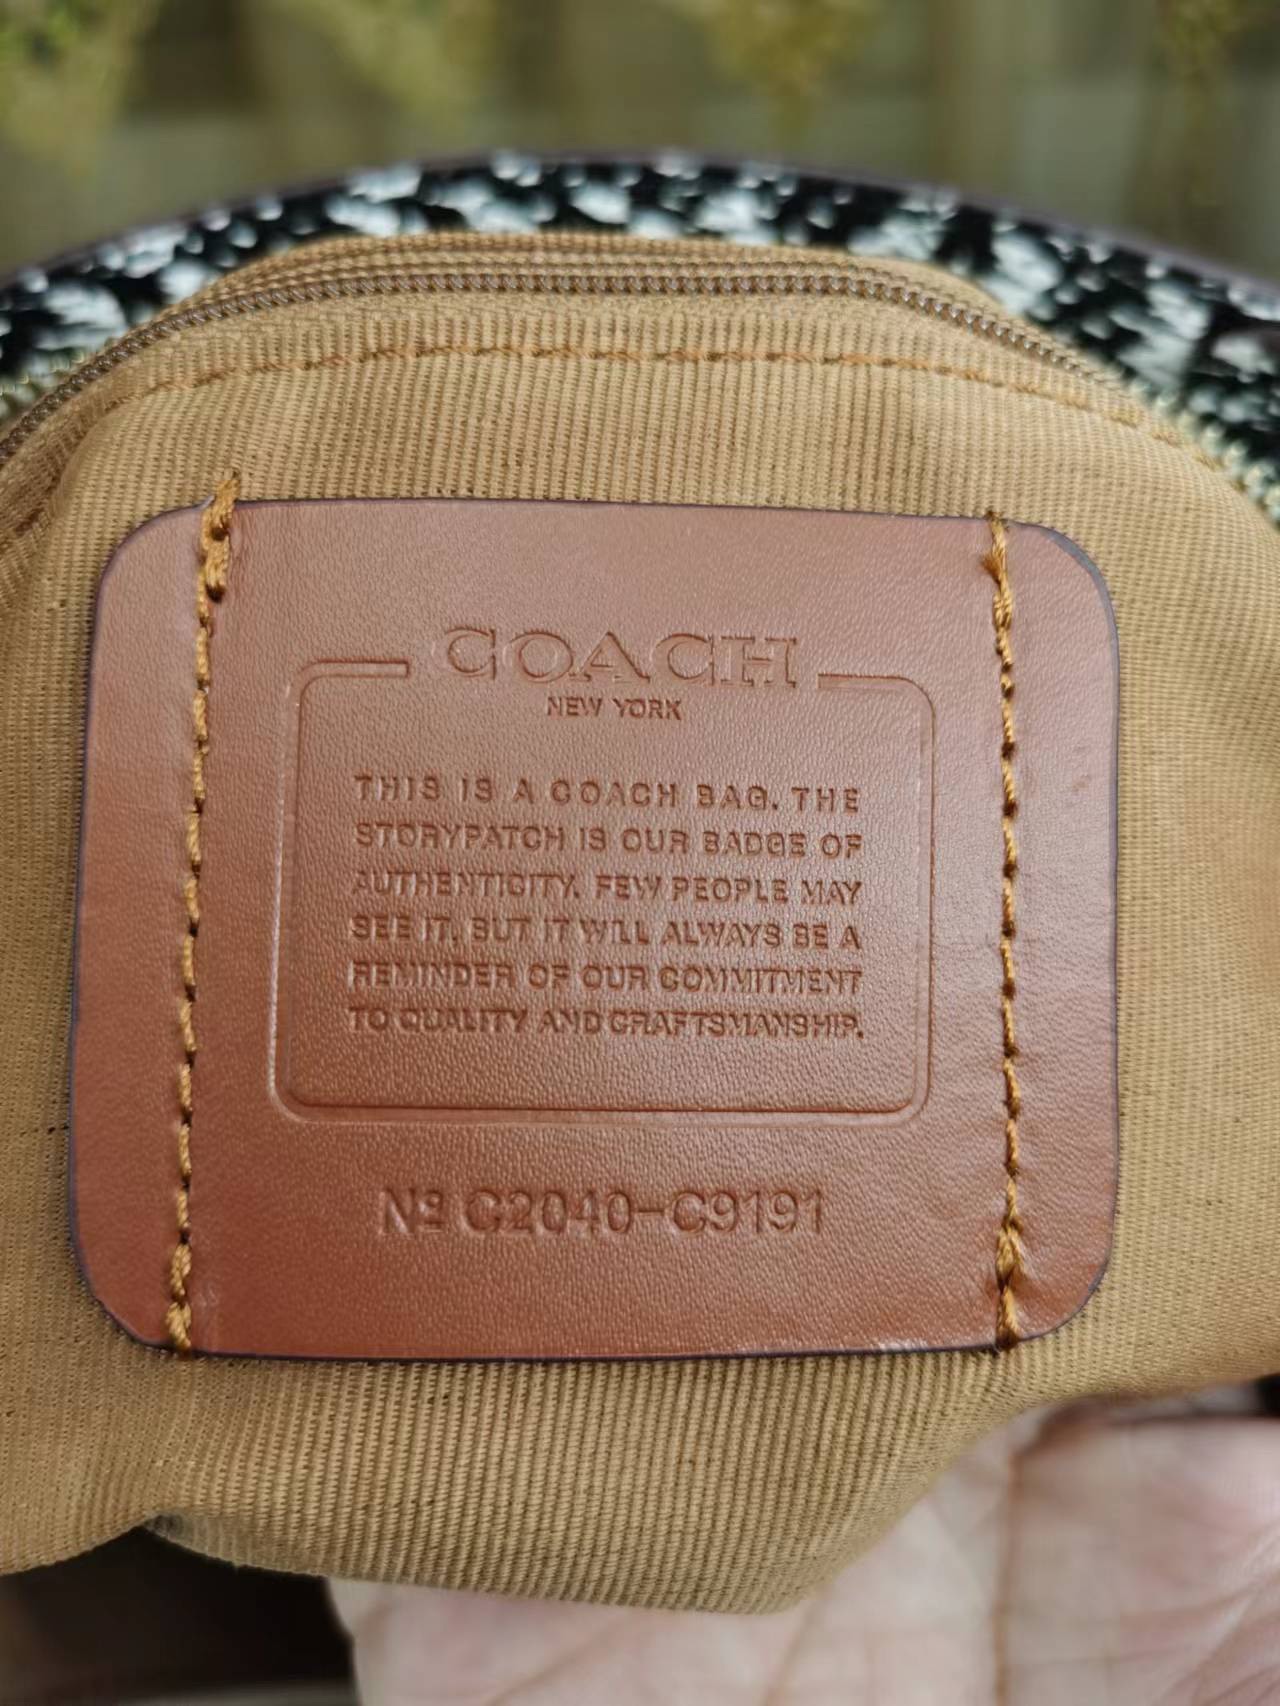 COACH
NEW YORK
THIS IS A COACH BAG. THE
STORYPATCH IS OUR BADGE OF
AUTHENTICITY. FEW PEOPLE MAY
SEE IT, BUT IT WILL ALWAYS BE A
REMINDER OF OUR COMMITMENT
TO QUALITY AND CRAFTSMANSHIP.
Nº C2040-C9191